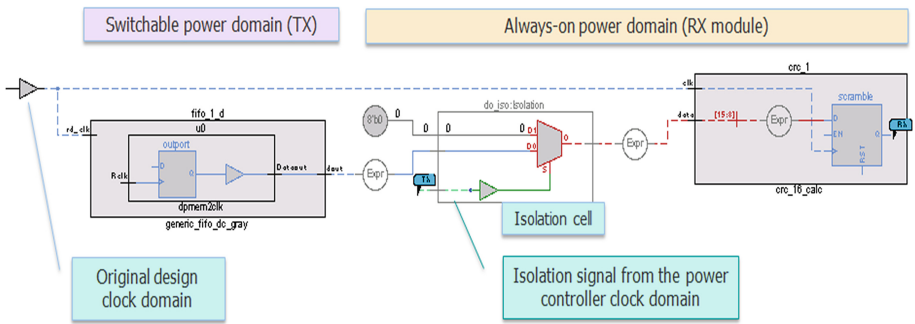 Switchable power domain (TX)
Always-on power domain (RX module)
crc_1
clk
scramble
do_iso:Isolation
fifo_1_d
rd_clk
u0
outport
D
Q
Rclk
Dataout
dout
dpmem2clk
generic_fifo_dc_gray
Expr
8'b0
0
0
0
0
D1
D0
O
S
Tx
Expr
data
[15:0]
Expr
D
EN
Q
RST
Rx
crc_16_calc
Isolation cell
Original design
clock domain
Isolation signal from the power
controller clock domain